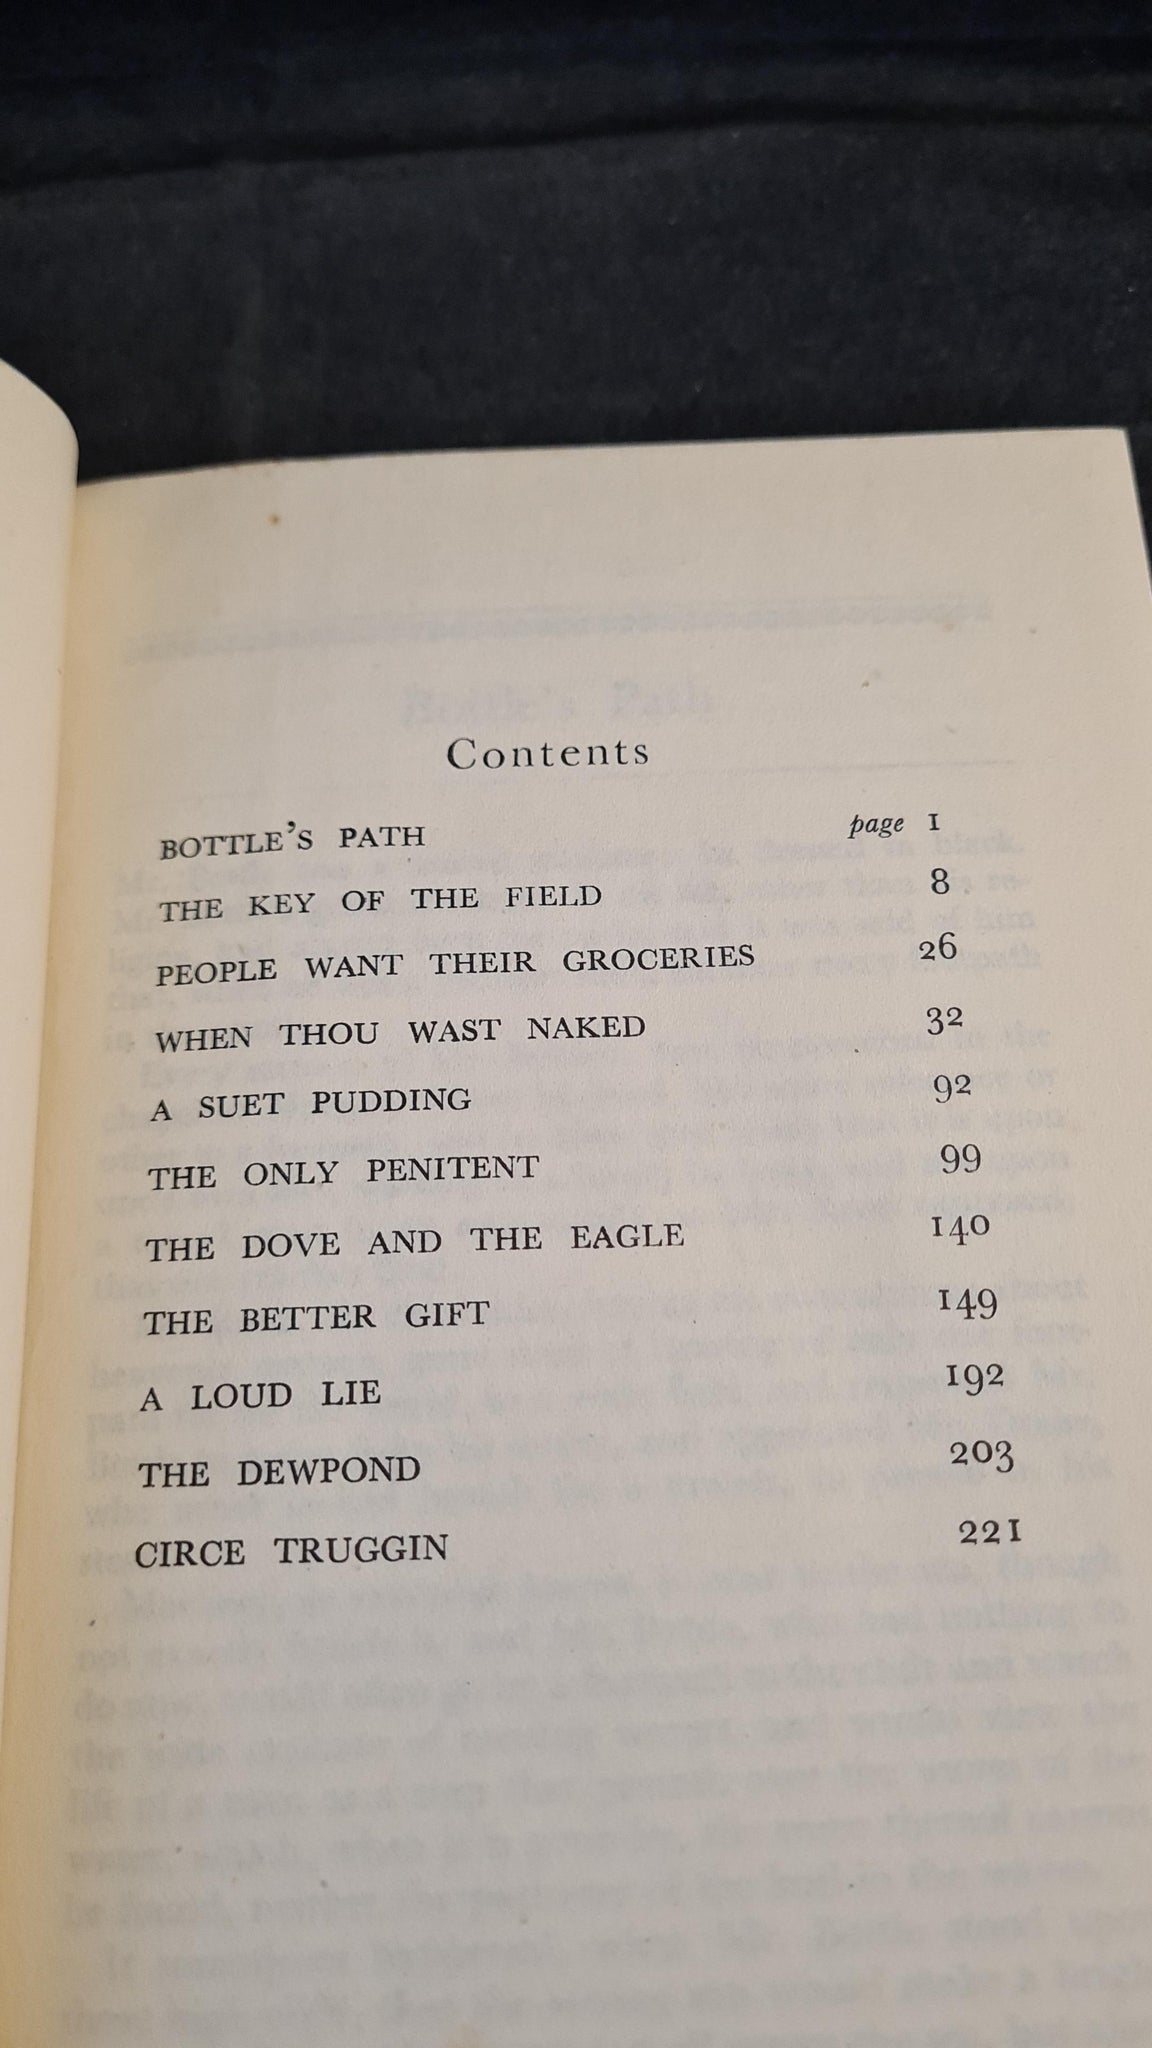 Contents
BOTTLE'S PATH page 1
THE KEY OF THE FIELD 8
PEOPLE WANT THEIR GROCERIES 26
WHEN THOU WAST NAKED 32
A SUET PUDDING 92
THE ONLY PENITENT 99
THE DOVE AND THE EAGLE 140
THE BETTER GIFT 149
A LOUD LIE 192
THE DEWPOND 203
CIRCE TRUGGIN 221